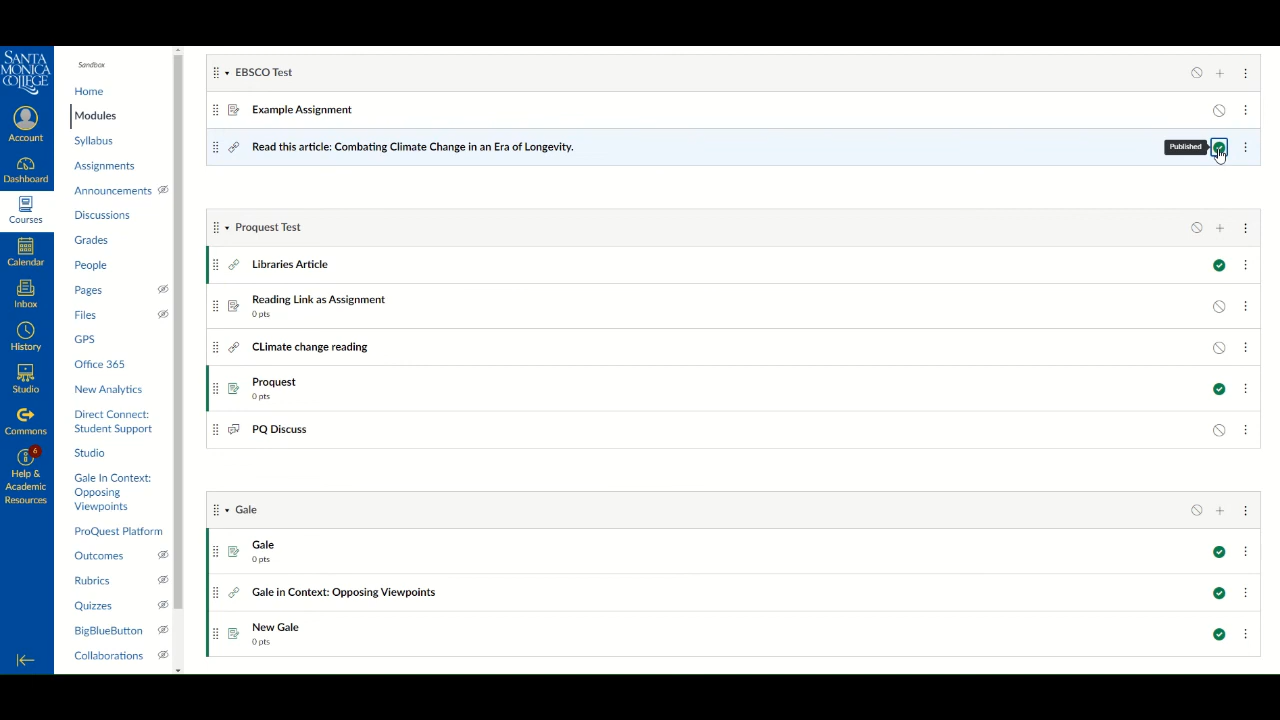 SANTA
MONICA
COLLEGE
Account
Dashboard
Courses
Calendar
Inbox
History
Studio
Commons
6
Help &
Academic
Resources
Sandbox
Home
Modules
Syllabus
Assignments
Announcements
Discussions
Grades
People
Pages
Files
GPS
Office 365
New Analytics
Direct Connect:
Student Support
Studio
Gale In Context:
Opposing
Viewpoints
ProQuest Platform
Outcomes
Rubrics
Quizzes
BigBlueButton
Collaborations
EBSCO Test
Example Assignment
Read this article: Combating Climate Change in an Era of Longevity.
Published
Proquest Test
Libraries Article
Reading Link as Assignment
0 pts
CLimate change reading
Proquest
0 pts
PQ Discuss
Gale
Gale
0 pts
Gale in Context: Opposing Viewpoints
New Gale
0 pts